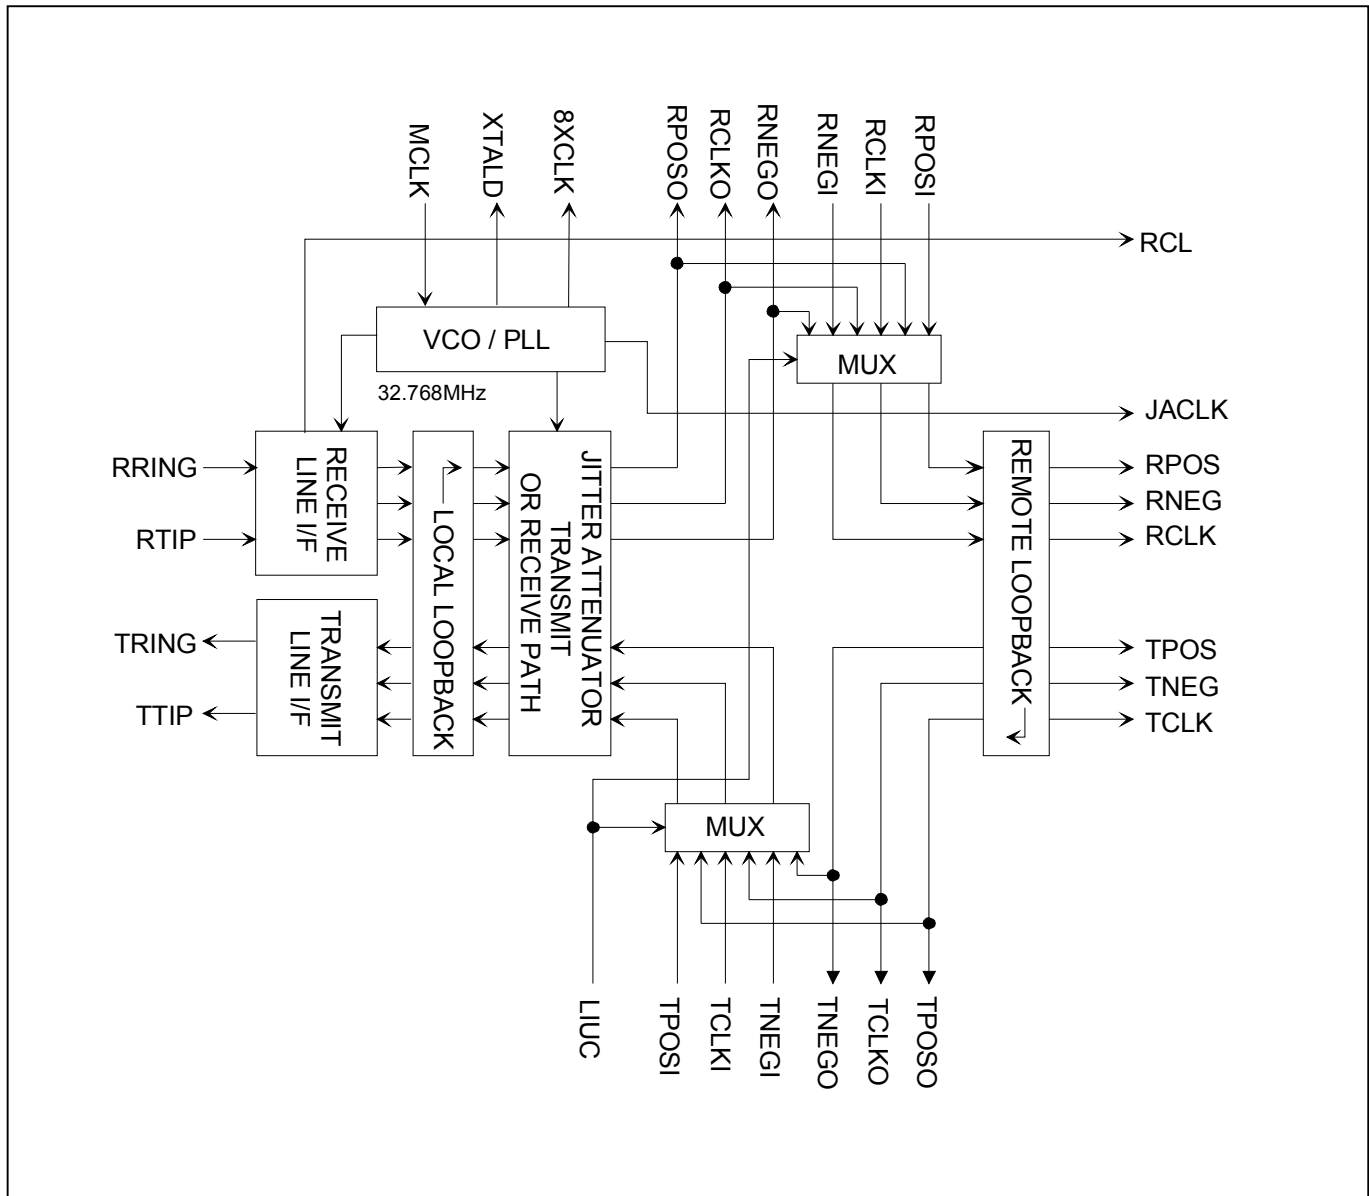 MCLK
XTALD
8XCLK
RPOSO
RCLKO
RNEGO
RNEGI
RCLKI
RPOSI
RCL
VCO / PLL
MUX
32.768MHz
JACLK
RRING
RTIP
RECEIVE
LINE I/F
LOCAL LOOPBACK
JITTER ATTENUATOR
TRANSMIT
OR RECEIVE PATH
REMOTE LOOPBACK
RPOS
RNEG
RCLK
TRING
TTIP
TRANSMIT
LINE I/F
TPOS
TNEG
TCLK
MUX
LIUC
TPOSI
TCLKI
TNEGI
TNEGO
TCLKO
TPOSO